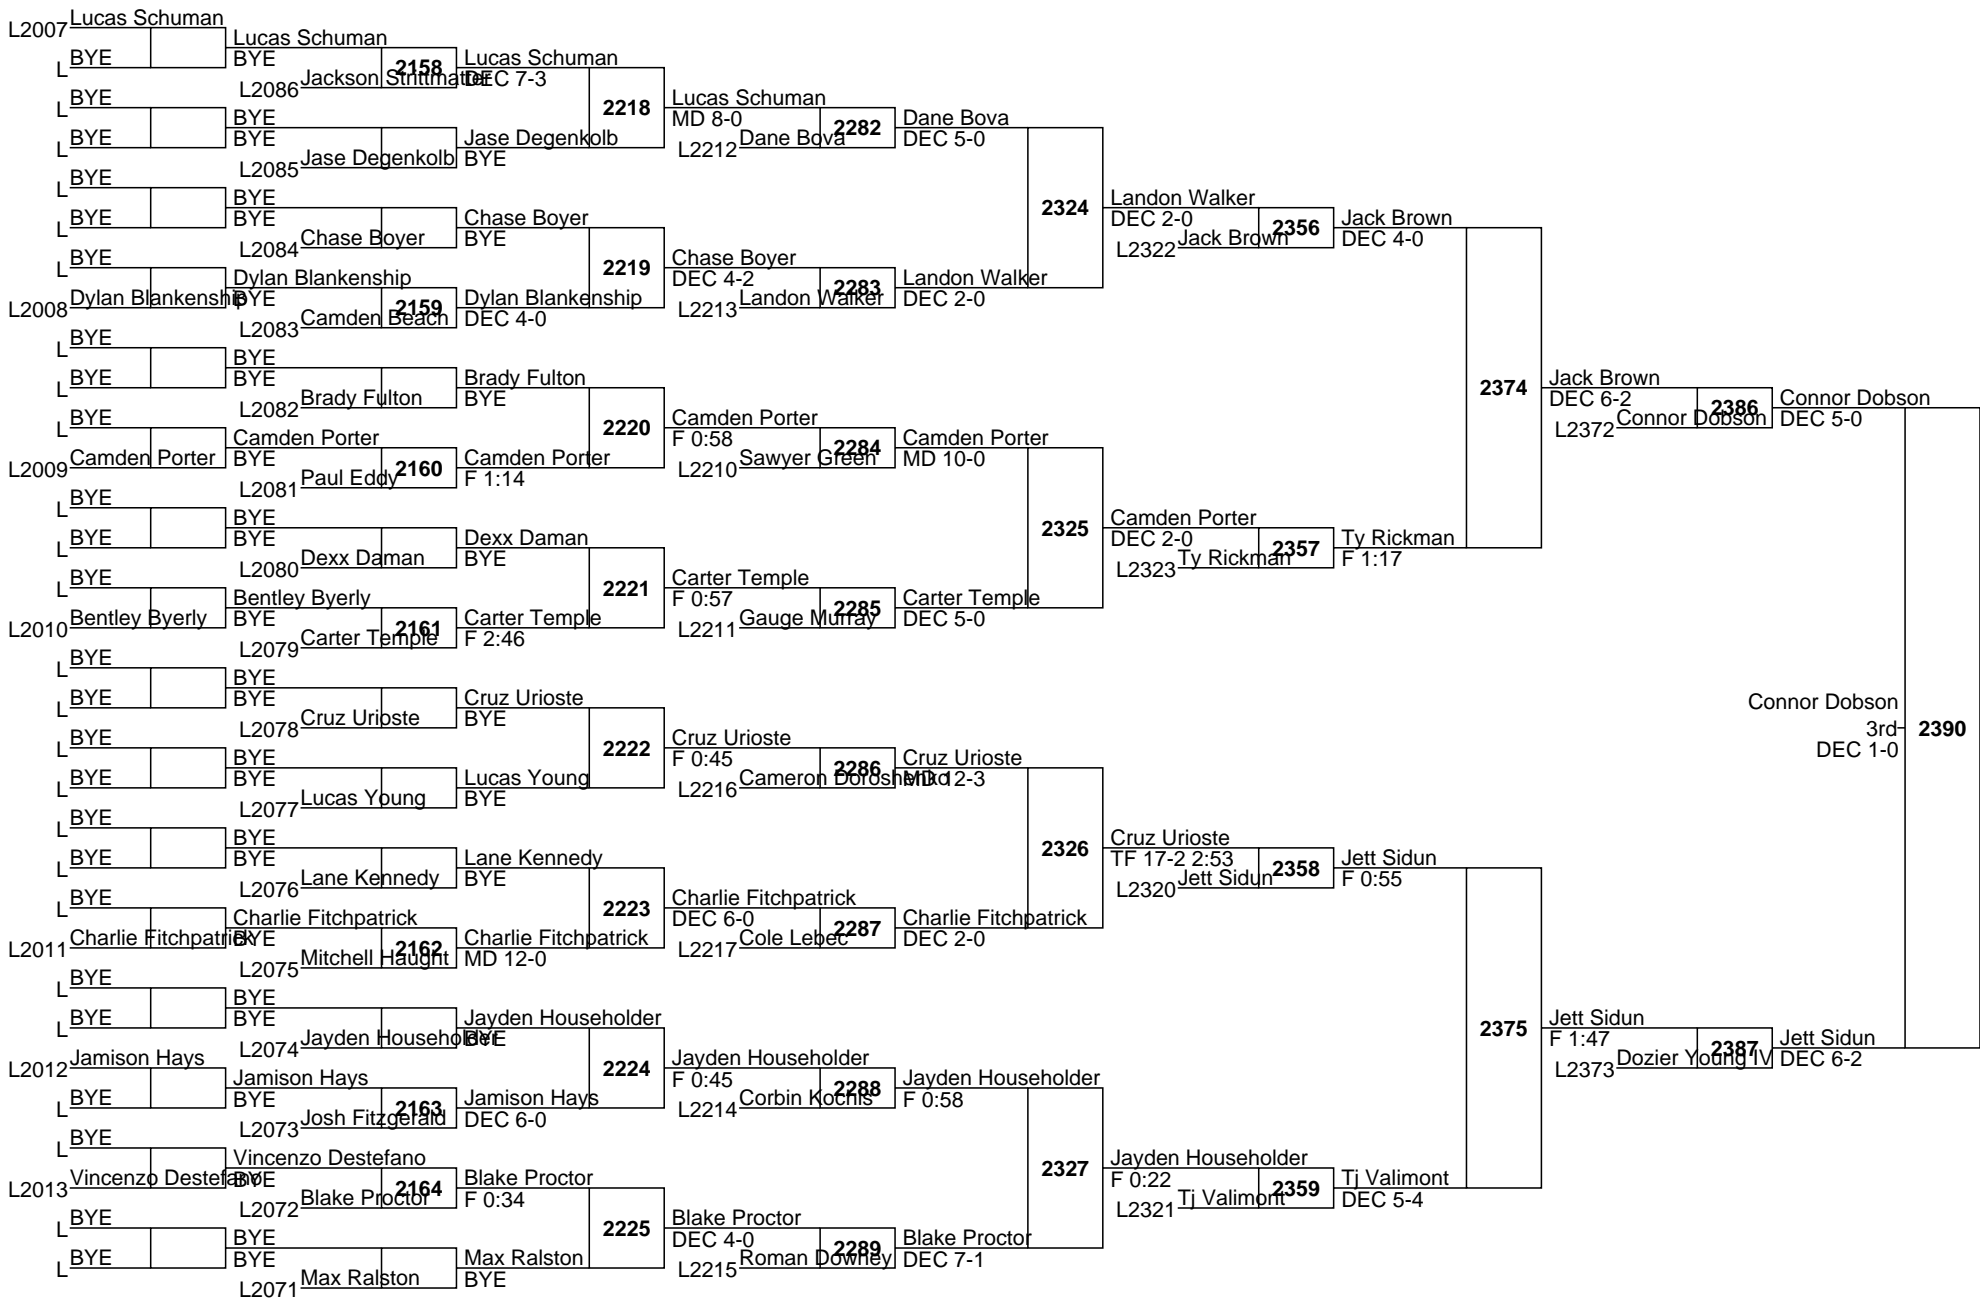 Lucas Schuman
L2007
BYE
L
Lucas Schuman
BYE
2158
L2086 Jackson Strittmatter
Lucas Schuman
DEC 7-3
BYE
L
BYE
L
BYE
BYE
L2085 Jase Degenkolb
Jase Degenkolb
BYE
2218
Lucas Schuman
MD 8-0
2282
L2212 Dane Bova
Dane Bova
DEC 5-0
BYE
L
BYE
L
BYE
BYE
L2084 Chase Boyer
Chase Boyer
BYE
BYE
L
Dylan Blankenship
L2008
Dylan Blankenship
BYE
2159
L2083 Camden Beach
Dylan Blankenship
DEC 4-0
2219
Chase Boyer
DEC 4-2
2283
L2213 Landon Walker
Landon Walker
DEC 2-0
2324
Landon Walker
DEC 2-0
2356
L2322 Jack Brown
Jack Brown
DEC 4-0
BYE
L
BYE
L
BYE
BYE
L2082 Brady Fulton
Brady Fulton
BYE
BYE
L
Camden Porter
L2009
Camden Porter
BYE
2160
L2081 Paul Eddy
Camden Porter
F 1:14
2220
Camden Porter
F 0:58
2284
L2210 Sawyer Green
Camden Porter
MD 10-0
BYE
L
BYE
L
BYE
BYE
L2080 Dexx Daman
Dexx Daman
BYE
BYE
L
Bentley Byerly
L2010
Bentley Byerly
BYE
2161
L2079 Carter Temple
Carter Temple
F 2:46
2221
Carter Temple
F 0:57
2285
L2211 Gauge Murray
Carter Temple
DEC 5-0
2325
Camden Porter
DEC 2-0
2357
L2323 Ty Rickman
Ty Rickman
F 1:17
2374
Jack Brown
DEC 6-2
2386
L2372 Connor Dobson
Connor Dobson
DEC 5-0
BYE
L
BYE
L
BYE
BYE
L2078 Cruz Urioste
Cruz Urioste
BYE
BYE
L
BYE
L
BYE
BYE
L2077 Lucas Young
Lucas Young
BYE
2222
Cruz Urioste
F 0:45
2286
L2216 Cameron Doroshenko
Cruz Urioste
MD 12-3
BYE
L
BYE
L
BYE
BYE
L2076 Lane Kennedy
Lane Kennedy
BYE
BYE
L
Charlie Fitchpatrick
L2011
Charlie Fitchpatrick
BYE
2162
L2075 Mitchell Haught
Charlie Fitchpatrick
MD 12-0
2223
Charlie Fitchpatrick
DEC 6-0
2287
L2217 Cole Lebec
Charlie Fitchpatrick
DEC 2-0
2326
Cruz Urioste
TF 17-2 2:53
2358
L2320 Jett Sidun
Jett Sidun
F 0:55
BYE
L
BYE
L
BYE
BYE
L2074 Jayden Householder
Jayden Householder
BYE
Jamison Hays
L2012
BYE
L
Jamison Hays
BYE
2163
L2073 Josh Fitzgerald
Jamison Hays
DEC 6-0
2224
Jayden Householder
F 0:45
2288
L2214 Corbin Kochis
Jayden Householder
F 0:58
BYE
L
Vincenzo Destefano
L2013
Vincenzo Destefano
BYE
2164
L2072 Blake Proctor
Blake Proctor
F 0:34
BYE
L
BYE
L
BYE
BYE
L2071 Max Ralston
Max Ralston
BYE
2225
Blake Proctor
DEC 4-0
2289
L2215 Roman Downey
Blake Proctor
DEC 7-1
2327
Jayden Householder
F 0:22
2359
L2321 Tj Valimont
Tj Valimont
DEC 5-4
2375
Jett Sidun
F 1:47
2387
L2373 Dozier Young IV
Jett Sidun
DEC 6-2
Connor Dobson
3rd
DEC 1-0
2390